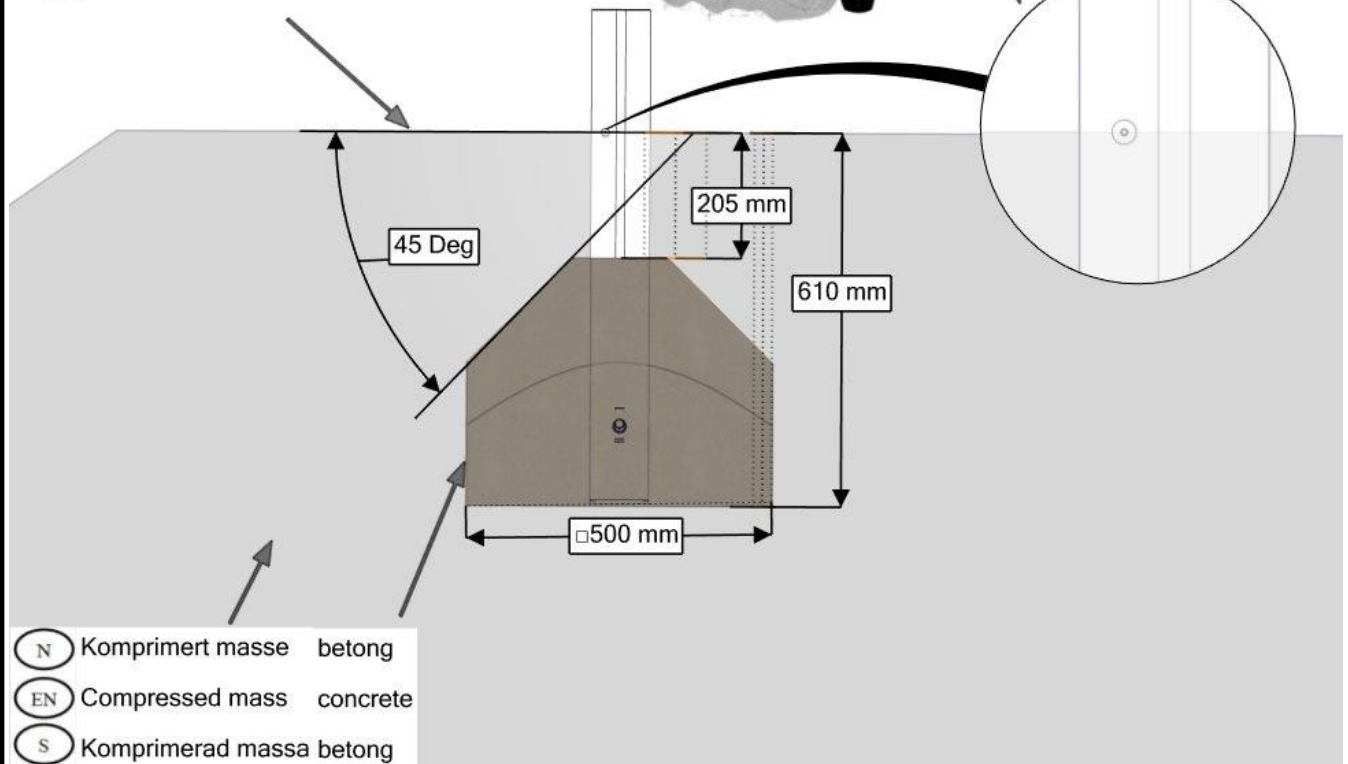 205 mm
45 Deg
610 mm
□500 mm
N Komprimert masse betong
EN Compressed mass concrete
S Komprimerad massa betong